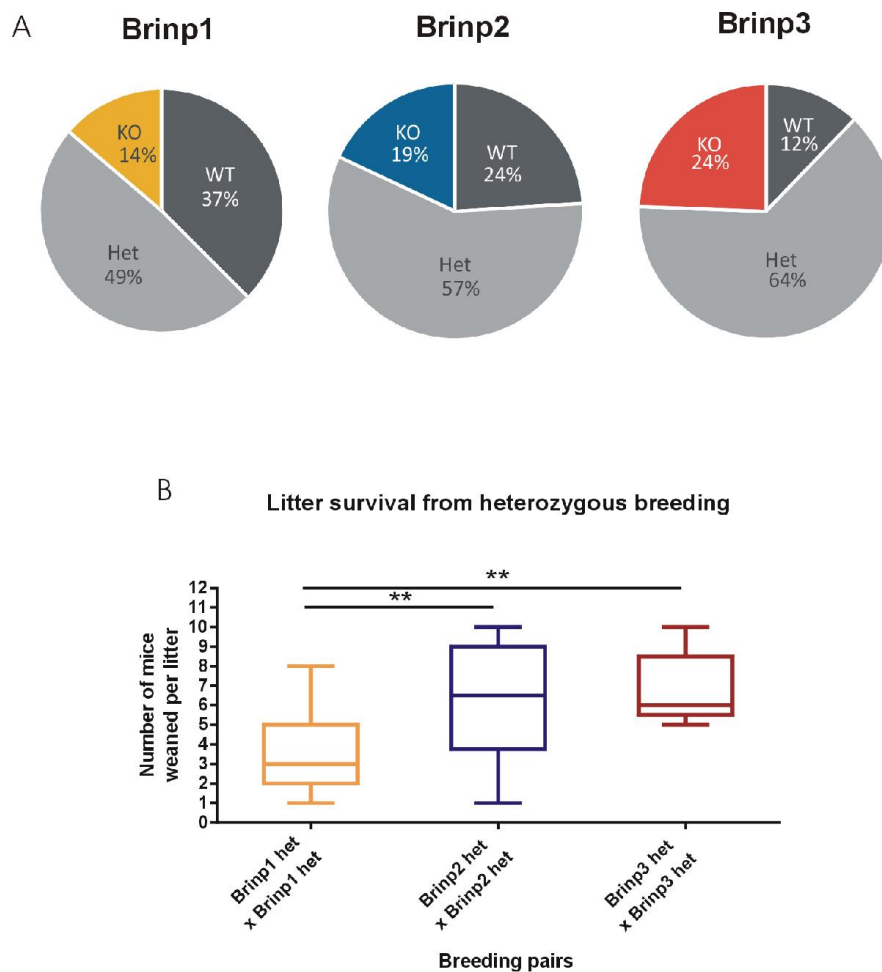 A
Brinp1
Brinp2
Brinp3
KO
14%
WT
37%
Het
49%
KO
19%
WT
24%
Het
57%
KO
24%
WT
12%
Het
64%
B
Litter survival from heterozygous breeding
Number of mice
weaned per litter
12
11
10
9
8
7
6
5
4
3
2
1
0
**
**
Brinp1 het
x Brinp1 het
Brinp2 het
x Brinp2 het
Brinp3 het
x Brinp3 het
Breeding pairs